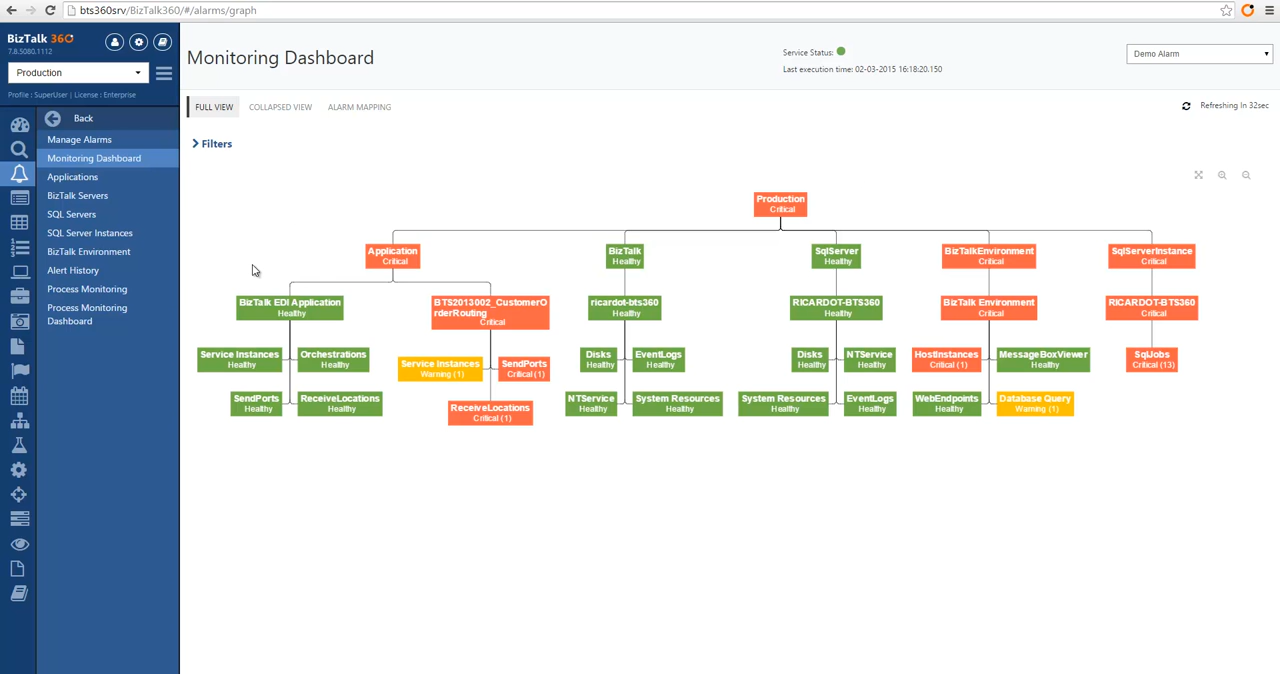 bts360srv/BizTalk360/#/alarms/graph
BizTalk 360
7.8.5080.1112
Production
Profile : SuperUser | License : Enterprise
Back
Manage Alarms
Monitoring Dashboard
Applications
BizTalk Servers
SQL Servers
SQL Server Instances
BizTalk Environment
Alert History
Process Monitoring
Process Monitoring
Dashboard
Monitoring Dashboard
Service Status:
Last execution time: 02-03-2015 16:18:20.150
Demo Alarm
FULL VIEW
COLLAPSED VIEW
ALARM MAPPING
Refreshing In 32sec
Filters
Production
Critical
Application
Critical
BizTalk
Healthy
SqlServer
Healthy
BizTalkEnvironment
Critical
SqlServerInstance
Critical
BizTalk EDI Application
Healthy
BTS2013002_CustomerO
rderRouting
Critical
ricardot-bts360
Healthy
RICARDOT-BTS360
Healthy
BizTalk Environment
Critical
RICARDOT-BTS360
Critical
Service Instances
Healthy
Orchestrations
Healthy
Service Instances
Warning (1)
SendPorts
Critical (1)
Disks
Healthy
EventLogs
Healthy
Disks
Healthy
NTService
Healthy
HostInstances
Critical (1)
MessageBoxViewer
Healthy
SqlJobs
Critical (13)
SendPorts
Healthy
ReceiveLocations
Healthy
ReceiveLocations
Critical (1)
NTService
Healthy
System Resources
Healthy
System Resources
Healthy
EventLogs
Healthy
WebEndpoints
Healthy
Database Query
Warning (1)